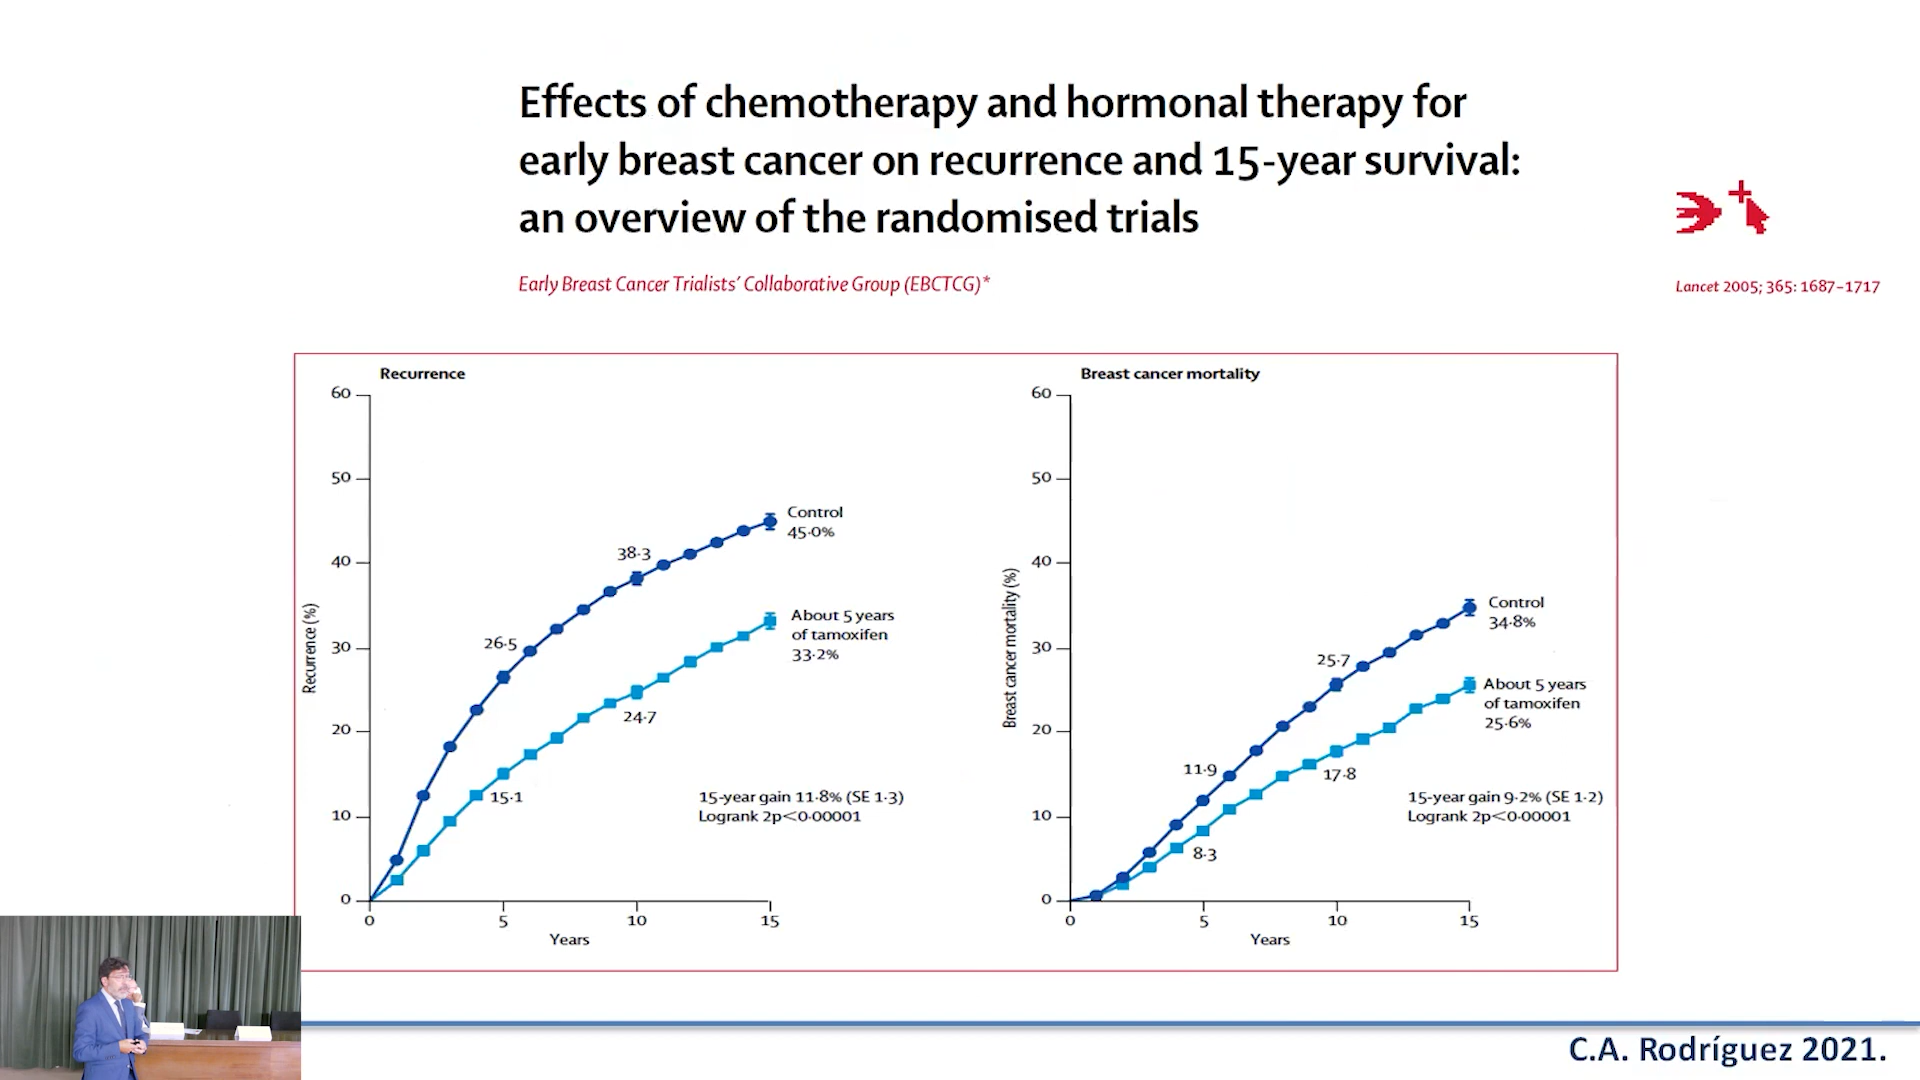 Effects of chemotherapy and hormonal therapy for
early breast cancer on recurrence and 15-year survival:
an overview of the randomised trials
Early Breast Cancer Trialists' Collaborative Group (EBCTCG)*
Lancet 2005; 365: 1687–1717
Recurrence
60
50
40
30
20
10
0
Recurrence (%)
Control
45·0%
38·3
26·5
About 5 years
of tamoxifen
33·2%
24·7
15·1
15-year gain 11·8% (SE 1·3)
Logrank 2p<0·00001
0
5
10
15
Years
Breast cancer mortality
60
50
40
30
20
10
0
Breast cancer mortality (%)
Control
34·8%
25·7
About 5 years
of tamoxifen
25·6%
11·9
17·8
8·3
15-year gain 9·2% (SE 1·2)
Logrank 2p<0·00001
0
5
10
15
Years
C.A. Rodríguez 2021.